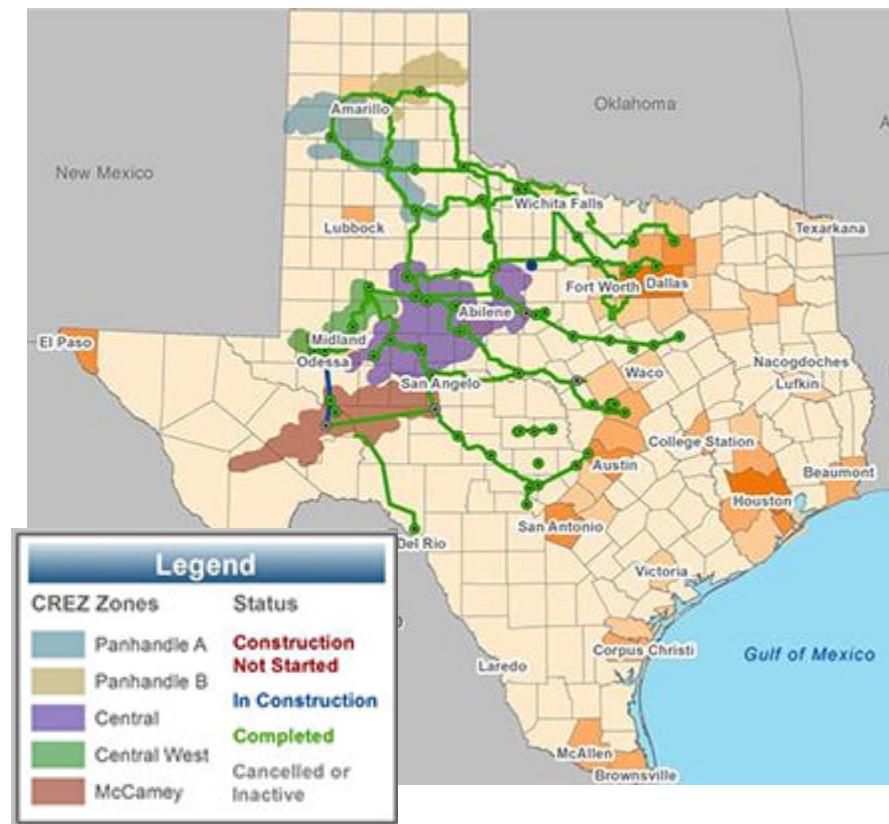 Amarillo
Oklahoma
New Mexico
Wichita Falls
Lubbock
Texarkana
Fort Worth
Dallas
Abilene
El Paso
Midland
Odessa
San Angelo
Waco
Nacogdoches
Lufkin
College Station
Austin
Beaumont
Houston
San Antonio
Del Rio
Victoria
Corpus Christi
Gulf of Mexico
Laredo
McAllen
Brownsville
Legend
CREZ Zones
Panhandle A
Panhandle B
Central
Central West
McCamey
Status
Construction
Not Started
In Construction
Completed
Cancelled or
Inactive